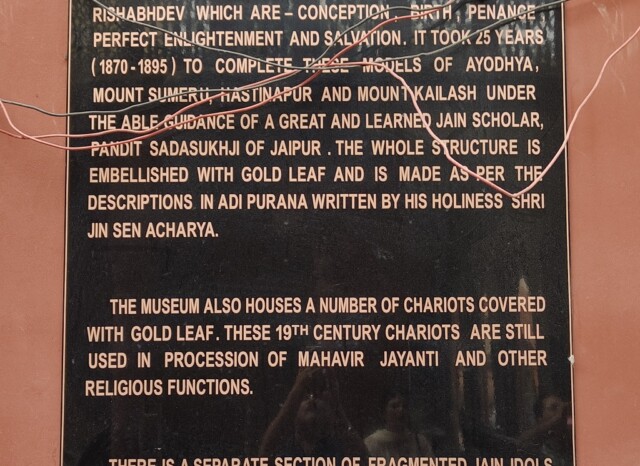 RISHABHDEV WHICH ARE – CONCEPTION, BIRTH, PENANCE
PERFECT ENLIGHTENMENT AND SALVATION. IT TOOK 25 YEARS
(1870-1895) TO COMPLETE THESE MODELS OF AYODHYA,
MOUNT SUMERU, HASTINAPUR AND MOUNT KAILASH UNDER
THE ABLE GUIDANCE OF A GREAT AND LEARNED JAIN SCHOLAR,
PANDIT SADASUKHJI OF JAIPUR. THE WHOLE STRUCTURE IS
EMBELLISHED WITH GOLD LEAF AND IS MADE AS PER THE
DESCRIPTIONS IN ADI PURANA WRITTEN BY HIS HOLINESS SHRI
JIN SEN ACHARYA.
THE MUSEUM ALSO HOUSES A NUMBER OF CHARIOTS COVERED
WITH GOLD LEAF. THESE 19TH CENTURY CHARIOTS ARE STILL
USED IN PROCESSION OF MAHAVIR JAYANTI AND OTHER
RELIGIOUS FUNCTIONS.
THERE IS A SEPARATE SECTION OF FRAGMENTED JAIN IDOLS